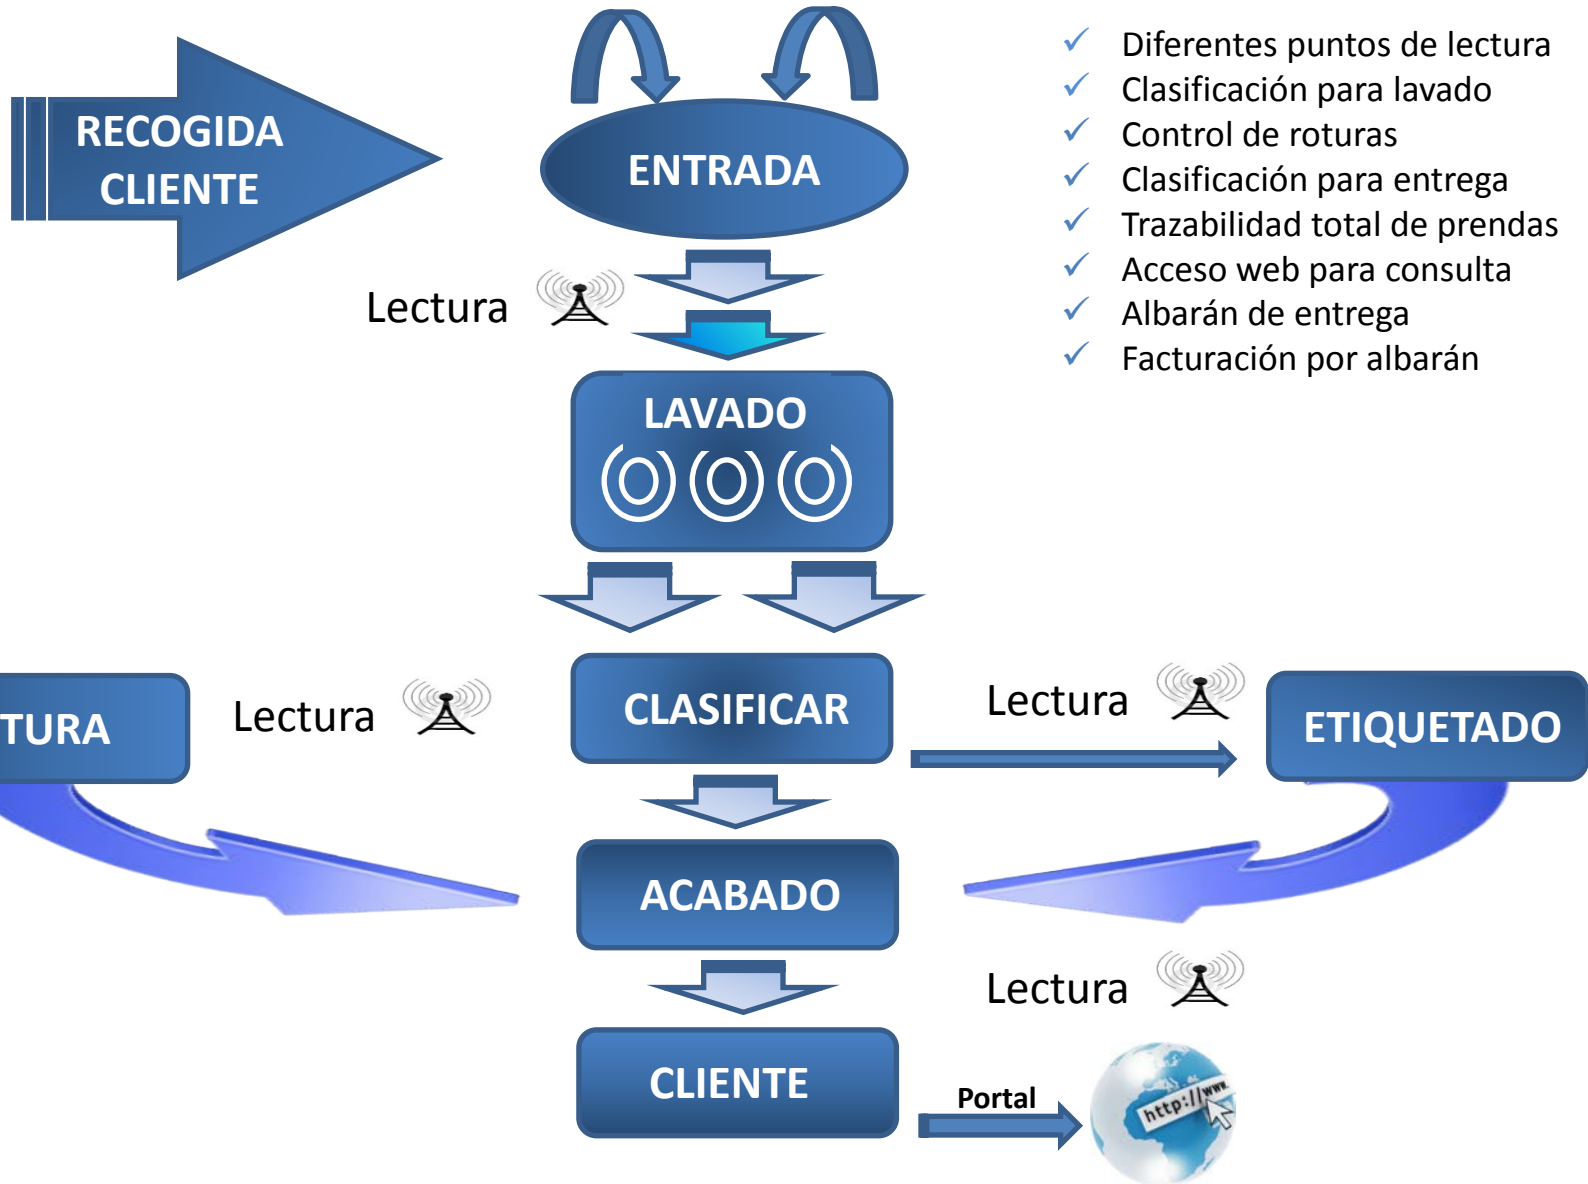 RECOGIDA
CLIENTE
ENTRADA
Diferentes puntos de lectura
Clasificación para lavado
Control de roturas
Clasificación para entrega
Trazabilidad total de prendas
Acceso web para consulta
Albarán de entrega
Facturación por albarán
Lectura
LAVADO
TURA
Lectura
CLASIFICAR
Lectura
ETIQUETADO
ACABADO
Lectura
CLIENTE
Portal
http://www.